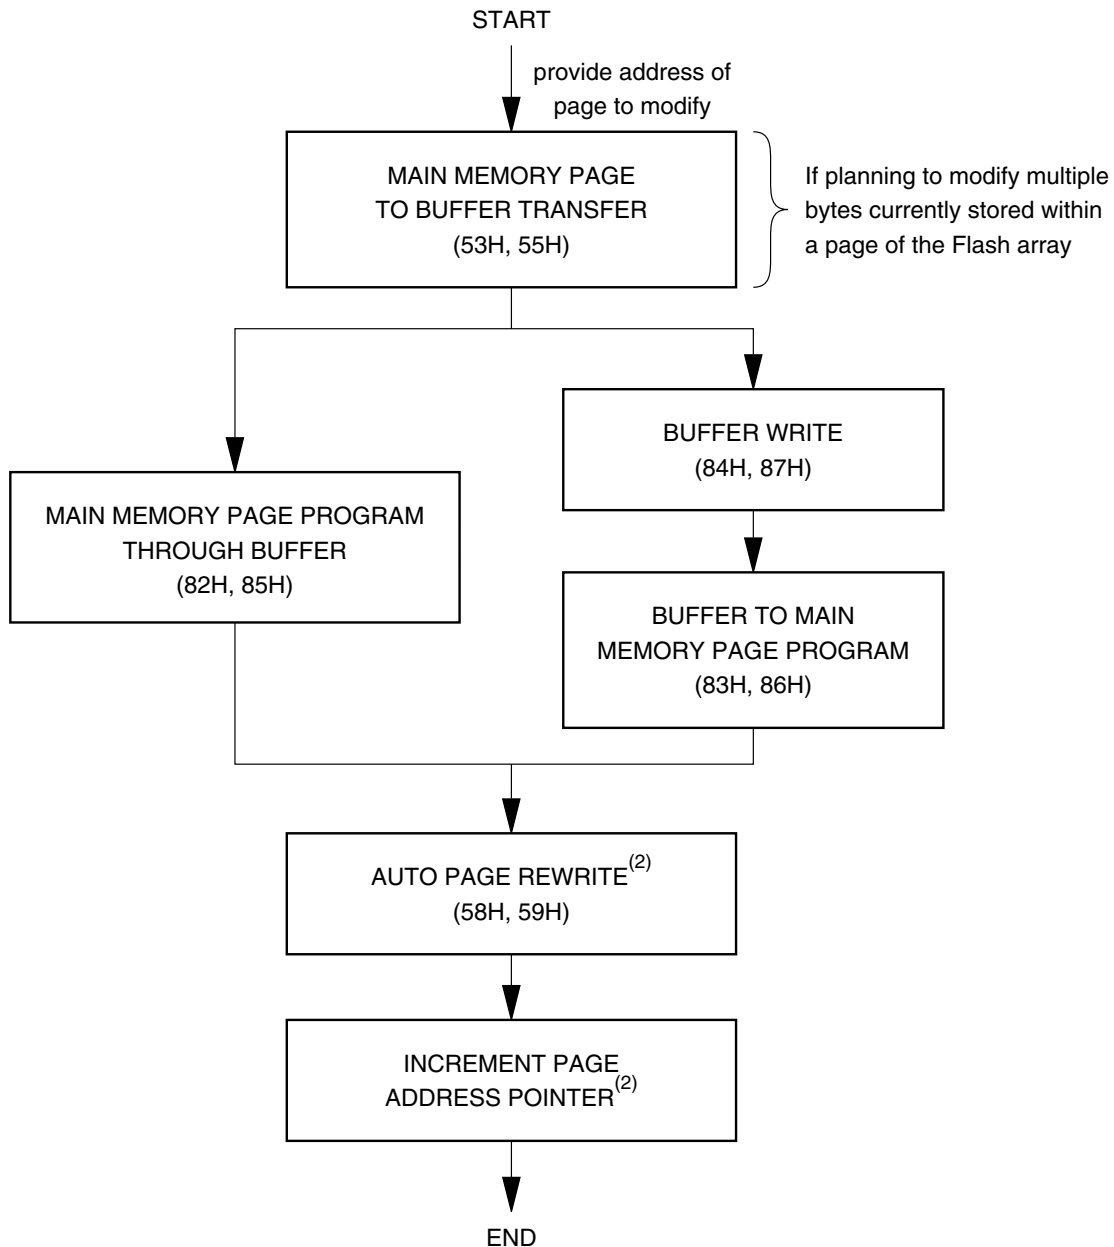 START
provide address of
page to modify
MAIN MEMORY PAGE
TO BUFFER TRANSFER
(53H, 55H)
If planning to modify multiple
bytes currently stored within
a page of the Flash array
BUFFER WRITE
(84H, 87H)
MAIN MEMORY PAGE PROGRAM
THROUGH BUFFER
(82H, 85H)
BUFFER TO MAIN
MEMORY PAGE PROGRAM
(83H, 86H)
AUTO PAGE REWRITE(2)
(58H, 59H)
INCREMENT PAGE
ADDRESS POINTER(2)
END